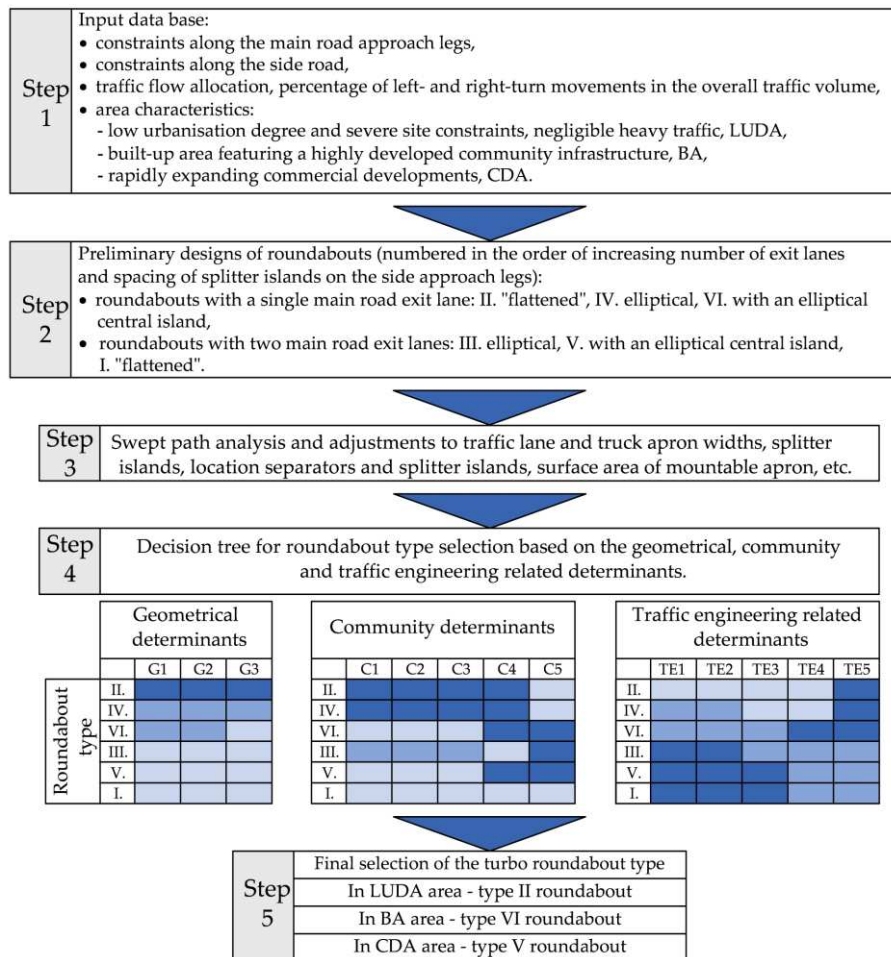 Step
1
Input data base:
• constraints along the main road approach legs,
• constraints along the side road,
• traffic flow allocation, percentage of left- and right-turn movements in the overall traffic volume,
• area characteristics:
- low urbanisation degree and severe site constraints, negligible heavy traffic, LUDA,
- built-up area featuring a highly developed community infrastructure, BA,
- rapidly expanding commercial developments, CDA.
Step
2
Preliminary designs of roundabouts (numbered in the order of increasing number of exit lanes
and spacing of splitter islands on the side approach legs):
• roundabouts with a single main road exit lane: II. "flattened", IV. elliptical, VI. with an elliptical
central island,
• roundabouts with two main road exit lanes: III. elliptical, V. with an elliptical central island,
I. "flattened".
Step
3
Swept path analysis and adjustments to traffic lane and truck apron widths, splitter
islands, location separators and splitter islands, surface area of mountable apron, etc.
Step
4
Decision tree for roundabout type selection based on the geometrical, community
and traffic engineering related determinants.
Geometrical
determinants
G1 G2 G3
Roundabout
type
II.
IV.
VI.
III.
V.
I.
Community determinants
C1 C2 C3 C4 C5
II.
IV.
VI.
III.
V.
I.
Traffic engineering related
determinants
TE1 TE2 TE3 TE4 TE5
II.
IV.
VI.
III.
V.
I.
Step
5
Final selection of the turbo roundabout type
In LUDA area - type II roundabout
In BA area - type VI roundabout
In CDA area - type V roundabout